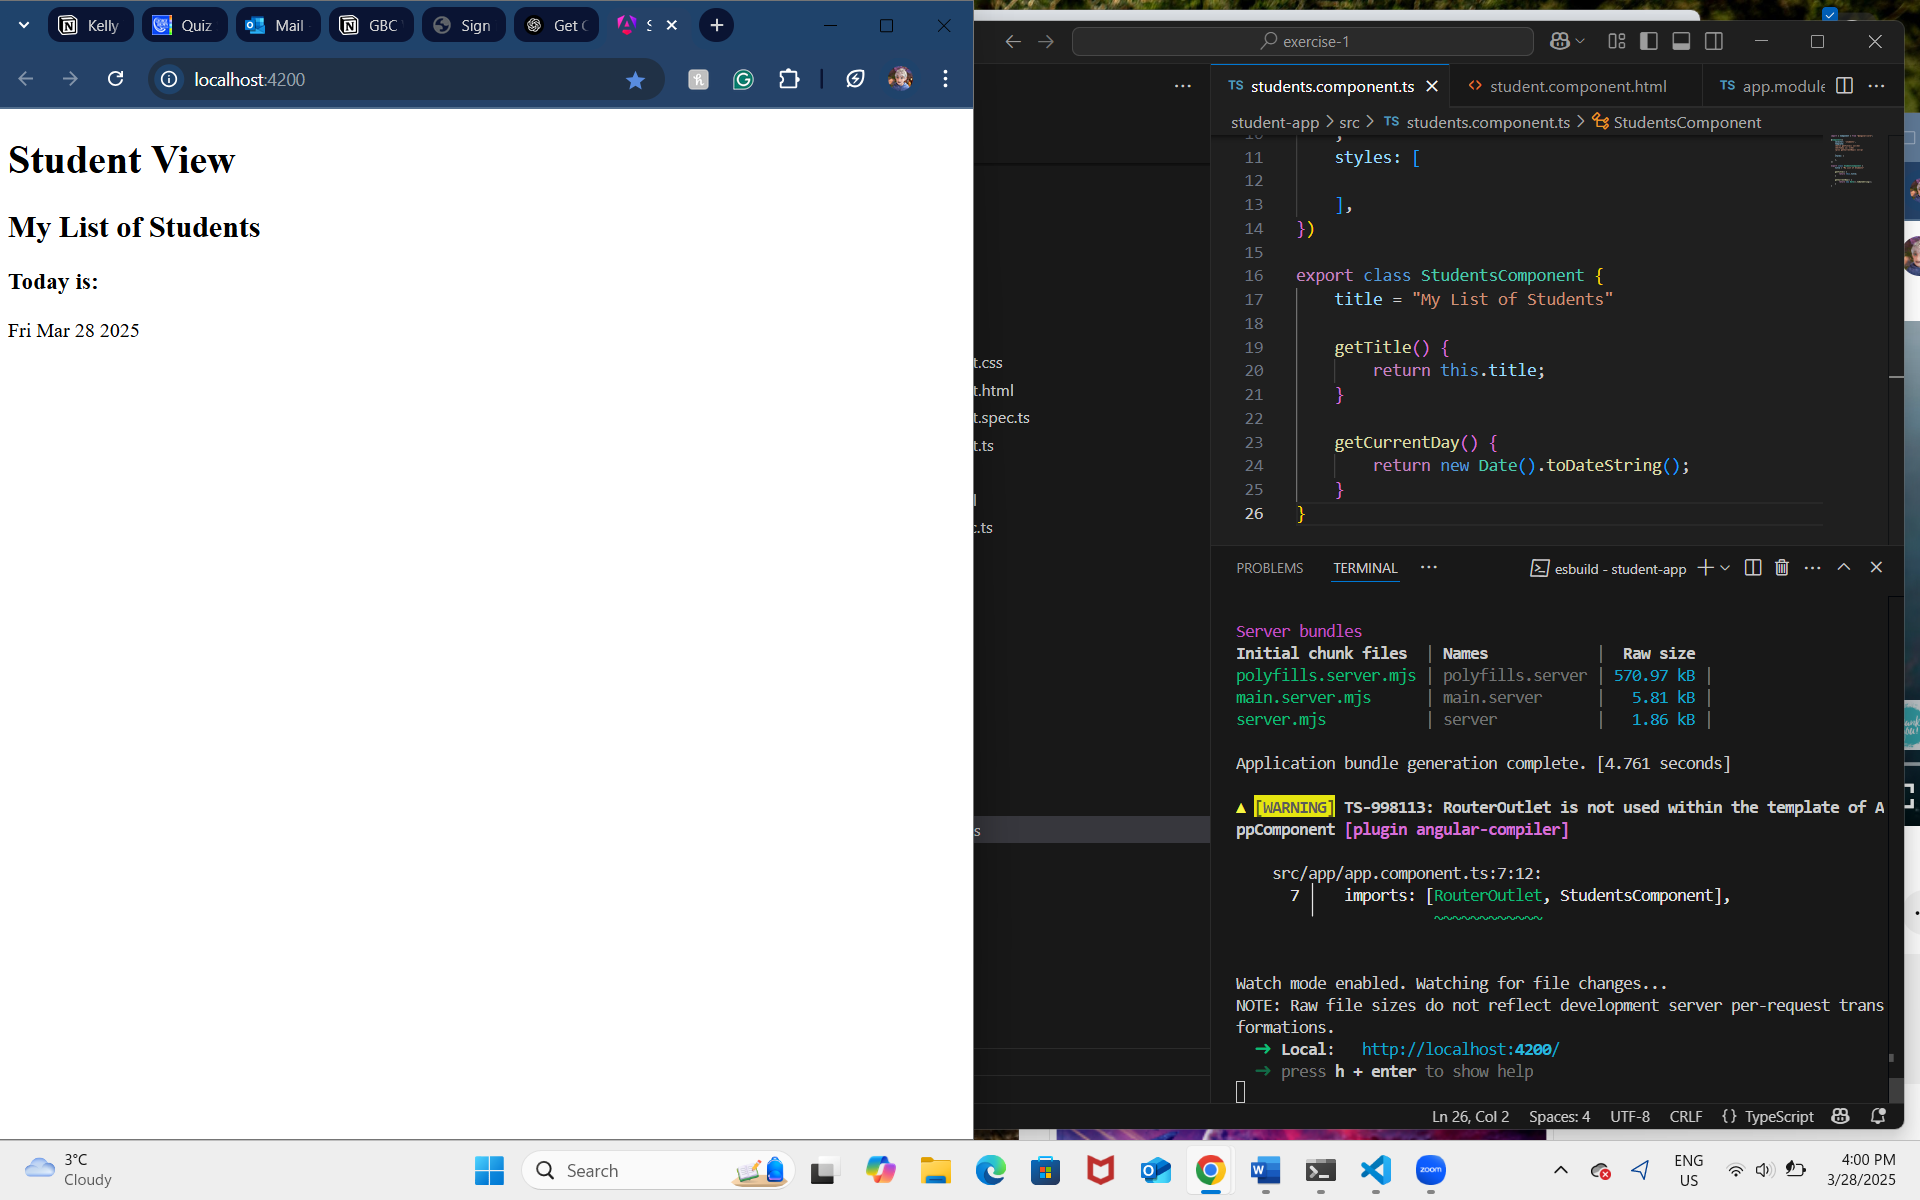 Kelly
Quiz
Mail
GBC
Sign
Get C
S
localhost:4200
Student View
My List of Students
Today is:
Fri Mar 28 2025
exercise-1
t.css
t.html
t.spec.ts
t.ts
l
c.ts
s
TS students.component.ts
student.component.html
TS app.module
student-app > src > TS students.component.ts > StudentsComponent
11 styles: [
12
13 ],
14 })
15
16 export class StudentsComponent {
17 title = "My List of Students"
18
19 getTitle() {
20 return this.title;
21 }
22
23 getCurrentDay() {
24 return new Date().toDateString();
25 }
26 }
PROBLEMS TERMINAL ··· esbuild - student-app
Server bundles
Initial chunk files | Names | Raw size
polyfills.server.mjs | polyfills.server | 570.97 kB |
main.server.mjs | main.server | 5.81 kB |
server.mjs | server | 1.86 kB |
Application bundle generation complete. [4.761 seconds]
▲ [WARNING] TS-998113: RouterOutlet is not used within the template of A
ppComponent [plugin angular-compiler]
src/app/app.component.ts:7:12:
7 │ imports: [RouterOutlet, StudentsComponent],
~~~~~~~~~~~~
Watch mode enabled. Watching for file changes...
NOTE: Raw file sizes do not reflect development server per-request trans
formations.
➜ Local: http://localhost:4200/
➜ press h + enter to show help
Ln 26, Col 2 Spaces: 4 UTF-8 CRLF {} TypeScript
3°C
Cloudy
Search
zoom
ENG
US
4:00 PM
3/28/2025